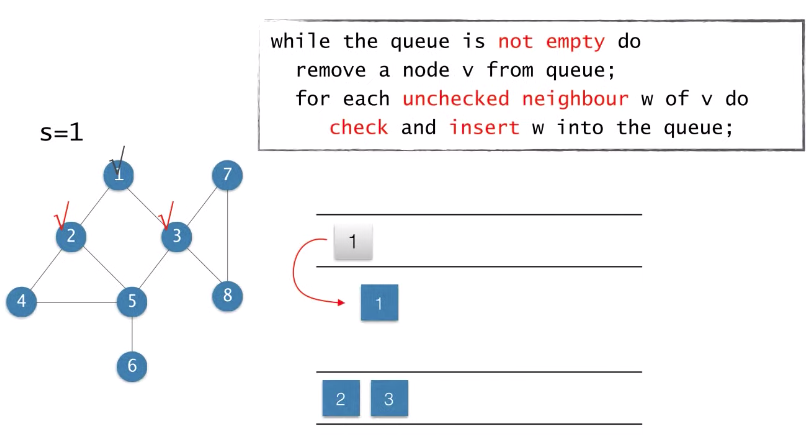 while the queue is not empty do
remove a node v from queue;
for each unchecked neighbour w of v do
check and insert w into the queue;
s=1
1
7
2
3
4
5
8
6
1
1
2 3